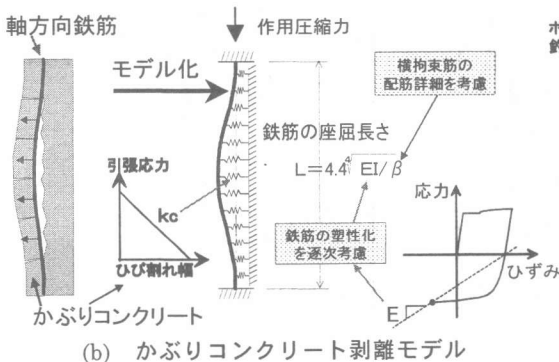 軸方向鉄筋
作用圧縮力
モデル化
横拘束筋の
配筋詳細を考慮
鉄筋の座屈長さ
L=4.4∜EI/β
引張応力
kc
ひび割れ幅
鉄筋の塑性化
を逐次考慮
応力
ひずみ
E
かぶりコンクリート
(b) かぶりコンクリート剥離モデル